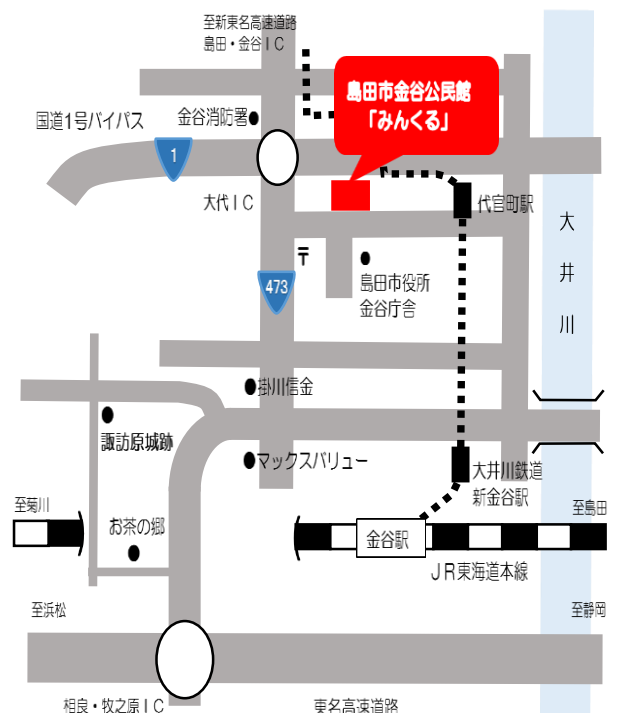 至新東名高速道路
島田・金谷IC
島田市金谷公民館
「みんくる」
国道1号バイパス
金谷消防署
1
大代IC
代官町駅
大井川
〒
島田市役所
金谷庁舎
473
掛川信金
諏訪原城跡
マックスバリュー
大井川鉄道
新金谷駅
至菊川
お茶の郷
金谷駅
至島田
JR東海道本線
至浜松
至静岡
相良・牧之原IC
東名高速道路